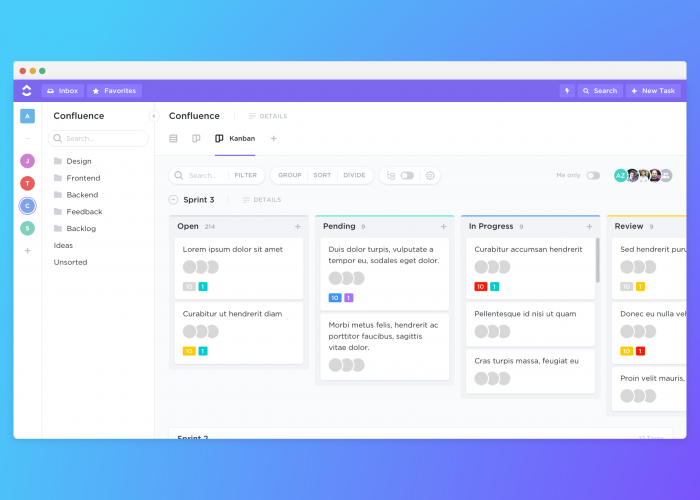 Inbox
Favorites
Search
New Task
A
Confluence
Search...
Design
Frontend
Backend
Feedback
Backlog
Ideas
Unsorted
J
T
C
S
Confluence
DETAILS
Kanban
Search...
FILTER
GROUP
SORT
DIVIDE
Me only
AZ
Sprint 3
DETAILS
Open 214
Lorem ipsum dolor sit amet
10 1
Curabitur ut hendrerit diam
10 1
Pending 9
Duis dolor turpis, vulputate a
tempor eu, sodales eget dolor.
10 1
Morbi metus felis, hendrerit ac
porttitor faucibus, sagittis
vitae dolor.
In Progress 9
Curabitur accumsan hendrerit
10 1
Pellentesque id nisi ut quam
Cras turpis massa, feugiat eu
Review 9
Sed hendrerit puru
10 1
Donec eu nulla veh
10 1
Proin velit mauris,
Sprint 2